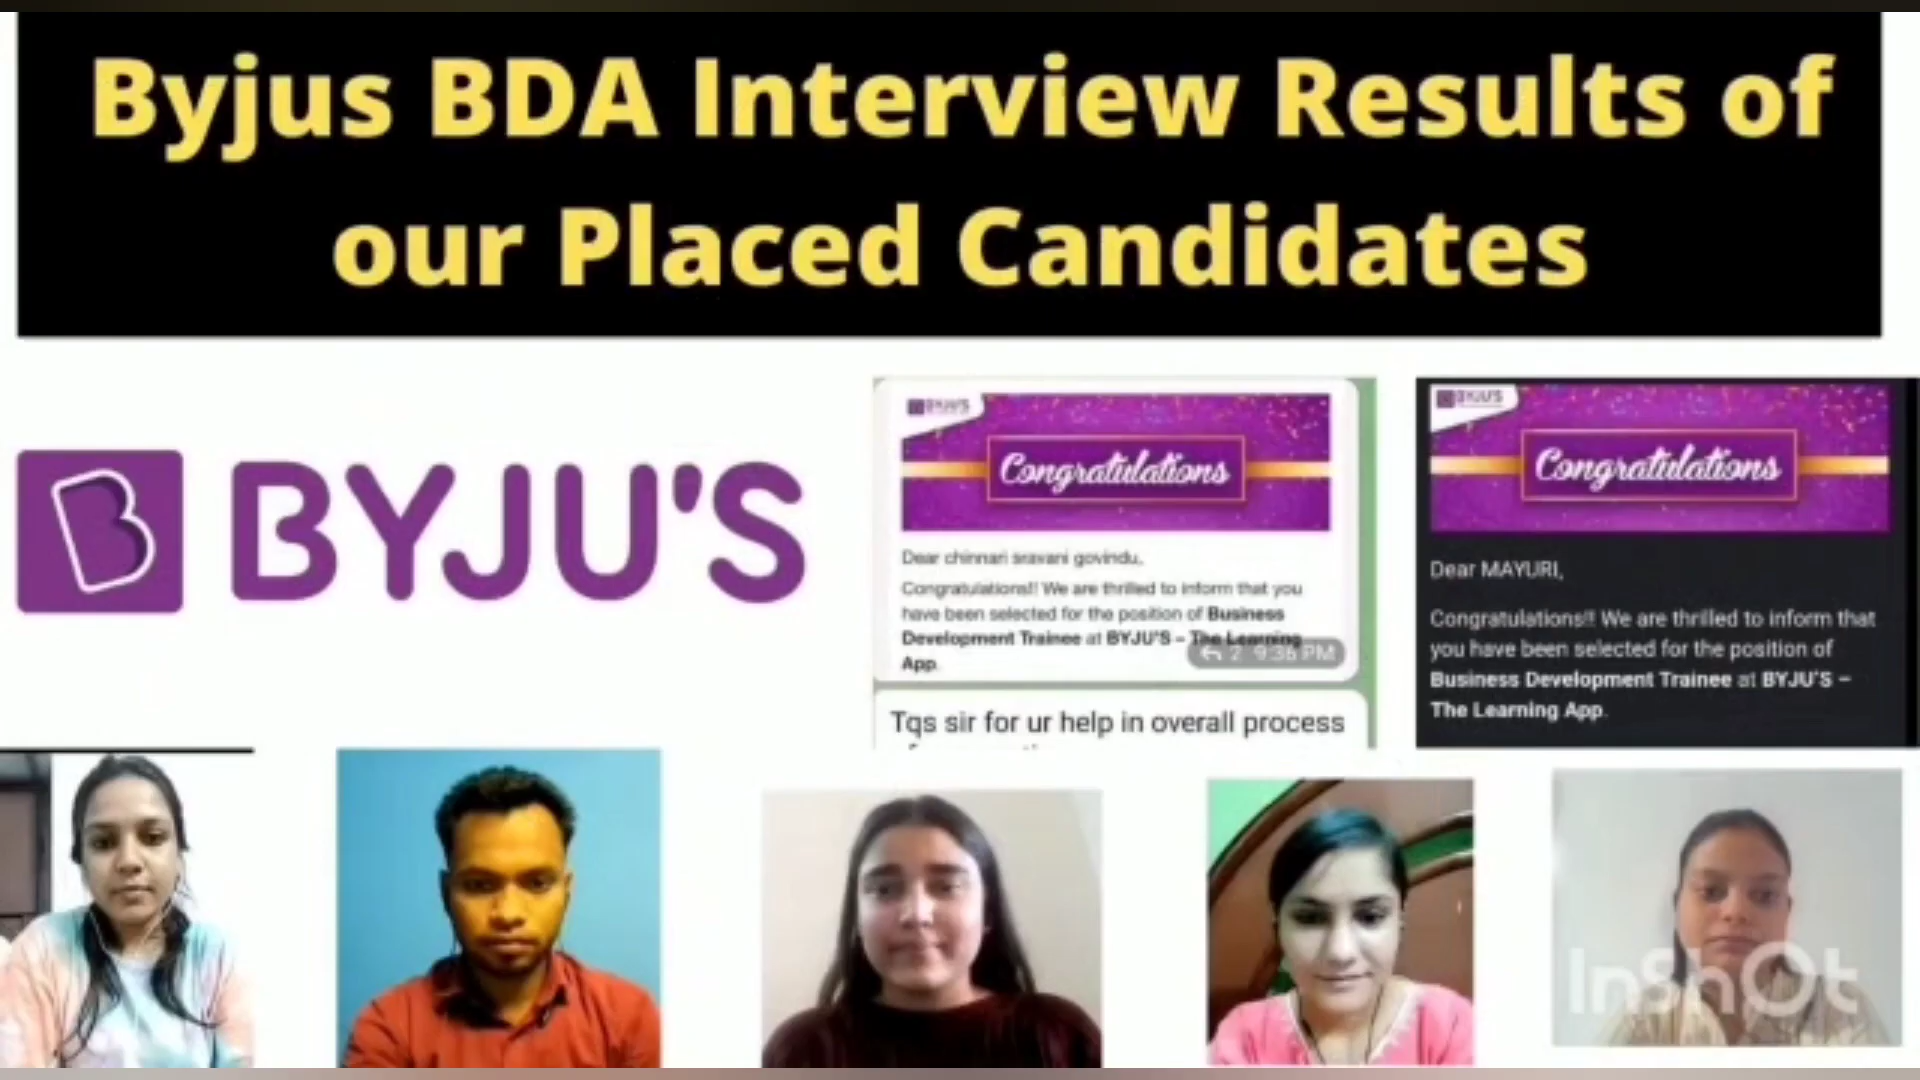 Byjus BDA Interview Results of
our Placed Candidates
BYJU'S
BYJU'S
Congratulations
Dear chinnari sravani govindu,
Congratulations!! We are thrilled to inform that you
have been selected for the position of Business
Development Trainee at BYJU'S – The Learning
App.
2 9:36 PM
Tqs sir for ur help in overall process
BYJU'S
Congratulations
Dear MAYURI,
Congratulations!! We are thrilled to inform that
you have been selected for the position of
Business Development Trainee at BYJU'S –
The Learning App.
InShOt